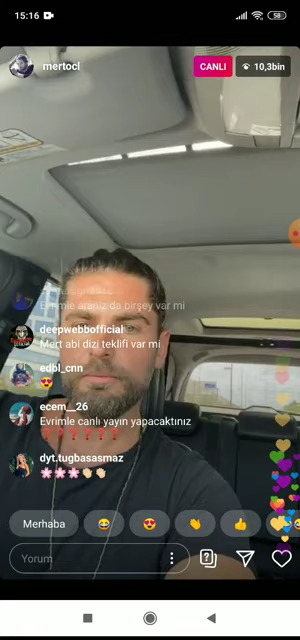 15:16
58
mertocl
CANLI
10,3bin
Evrimle aranız da birşey var mi
deepwebbofficial
Mert abi dizi teklifi var mi
edbl_cnn
😍
ecem__26
Evrimle canlı yayın yapacaktınız
❓❓❓❓❓❓
dyt.tugbasasmaz
🌸🌸🌸👏🏻👏🏻
Merhaba 😂 😍 👏 👍 😂
Yorum